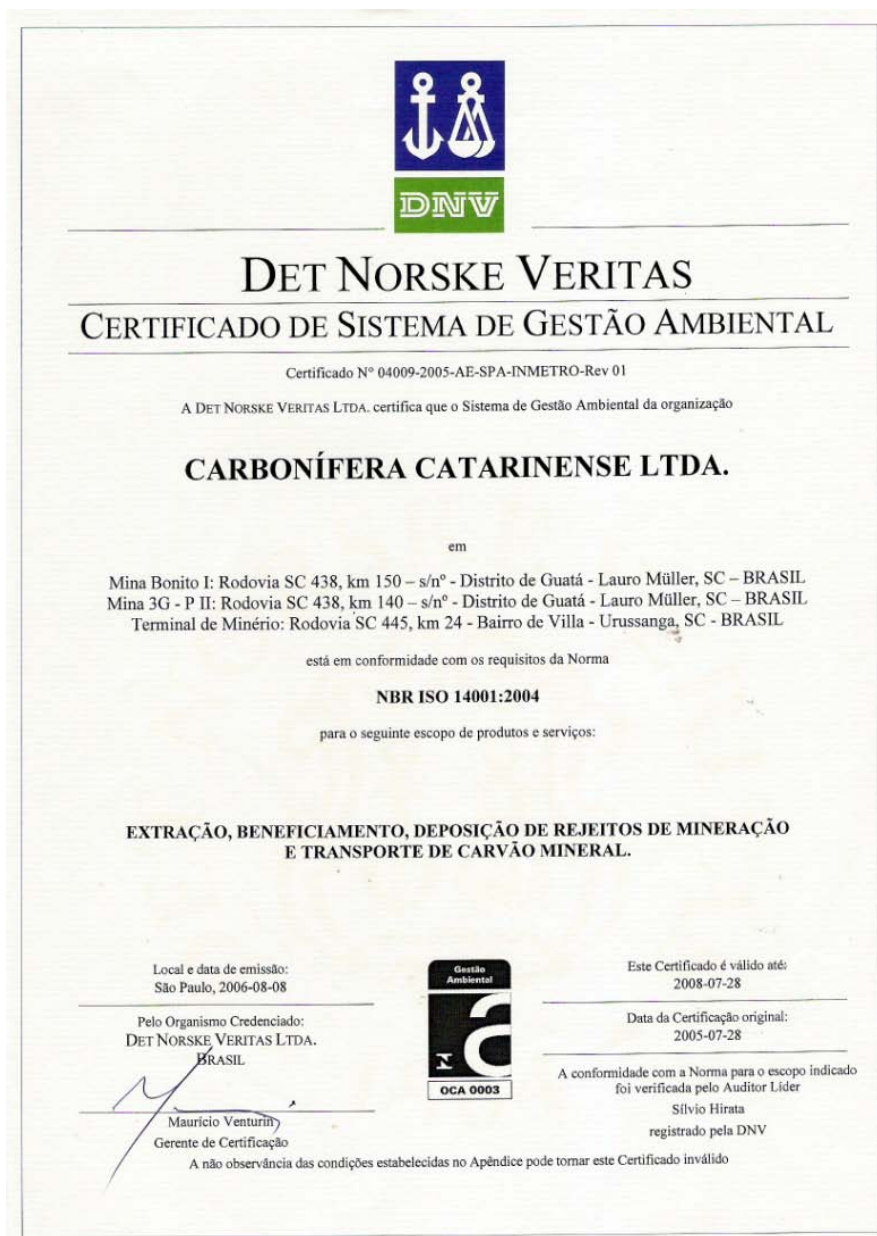 DNV
DET NORSKE VERITAS
CERTIFICADO DE SISTEMA DE GESTÃO AMBIENTAL
Certificado Nº 04009-2005-AE-SPA-INMETRO-Rev 01
A DET NORSKE VERITAS LTDA. certifica que o Sistema de Gestão Ambiental da organização
CARBONÍFERA CATARINENSE LTDA.
em
Mina Bonito I: Rodovia SC 438, km 150 – s/nº - Distrito de Guatá - Lauro Müller, SC – BRASIL
Mina 3G - P II: Rodovia SC 438, km 140 – s/nº - Distrito de Guatá - Lauro Müller, SC – BRASIL
Terminal de Minério: Rodovia SC 445, km 24 - Bairro de Villa - Urussanga, SC - BRASIL
está em conformidade com os requisitos da Norma
NBR ISO 14001:2004
para o seguinte escopo de produtos e serviços:
EXTRAÇÃO, BENEFICIAMENTO, DEPOSIÇÃO DE REJEITOS DE MINERAÇÃO
E TRANSPORTE DE CARVÃO MINERAL.
Local e data de emissão:
São Paulo, 2006-08-08
Pelo Organismo Credenciado:
DET NORSKE VERITAS LTDA.
BRASIL
Maurício Venturin
Gerente de Certificação
Gestão
Ambiental
OCA 0003
Este Certificado é válido até:
2008-07-28
Data da Certificação original:
2005-07-28
A conformidade com a Norma para o escopo indicado
foi verificada pelo Auditor Líder
Sílvio Hirata
registrado pela DNV
A não observância das condições estabelecidas no Apêndice pode tornar este Certificado inválido